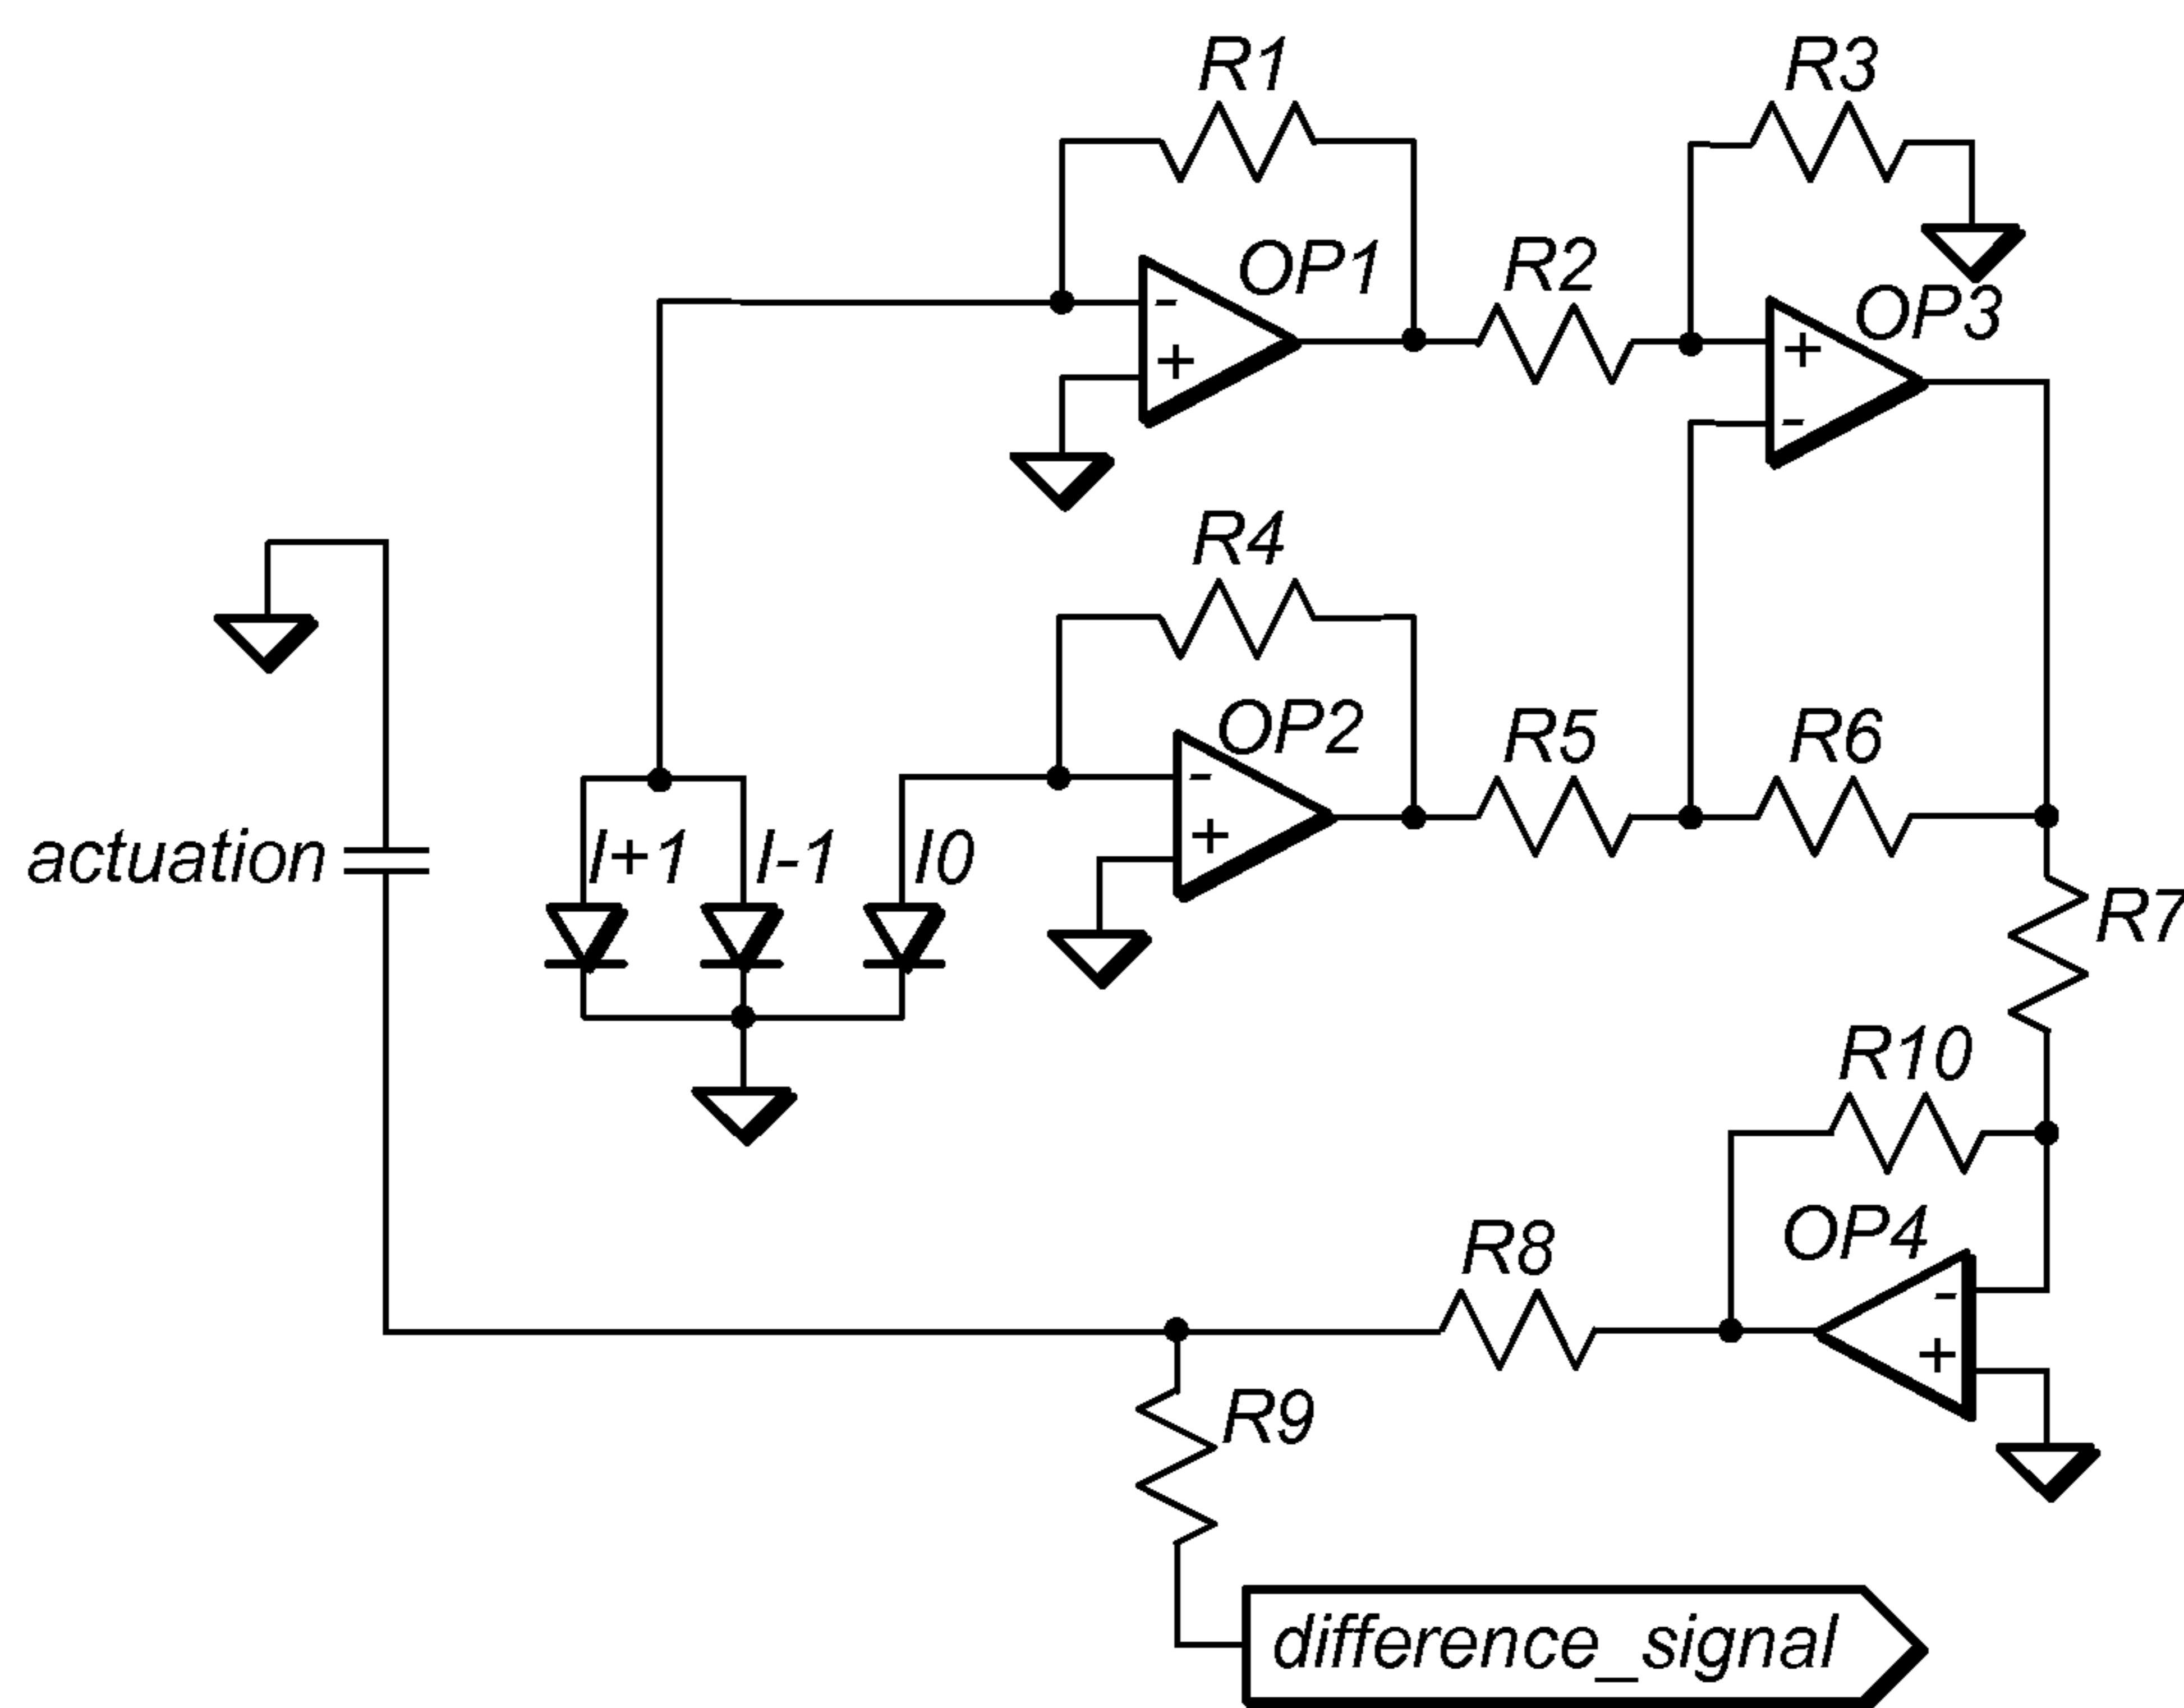 R1
R3
OP1
R2
OP3
-
+
+
-
R4
OP2
R5
R6
-
+
actuation
I+1
I-1
I0
R7
R10
OP4
R8
-
+
R9
difference_signal